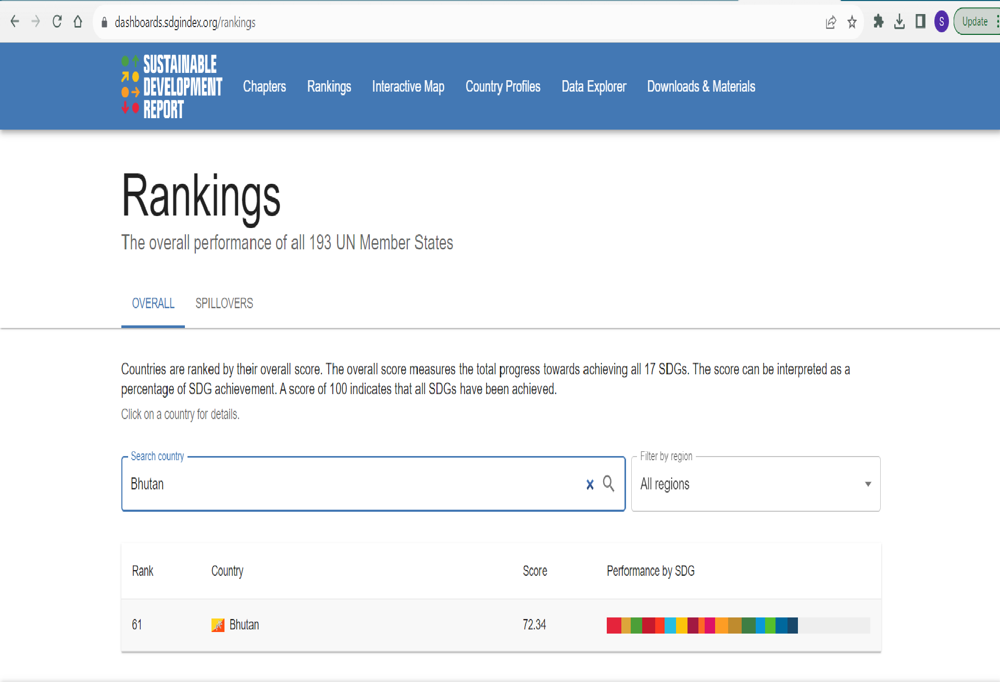 dashboards.sdgindex.org/rankings
S
Update
SUSTAINABLE
DEVELOPMENT
REPORT
Chapters Rankings Interactive Map Country Profiles Data Explorer Downloads & Materials
Rankings
The overall performance of all 193 UN Member States
OVERALL SPILLOVERS
Countries are ranked by their overall score. The overall score measures the total progress towards achieving all 17 SDGs. The score can be interpreted as a
percentage of SDG achievement. A score of 100 indicates that all SDGs have been achieved.
Click on a country for details.
Search country Filter by region
Bhutan x All regions
Rank Country Score Performance by SDG
61 Bhutan 72.34